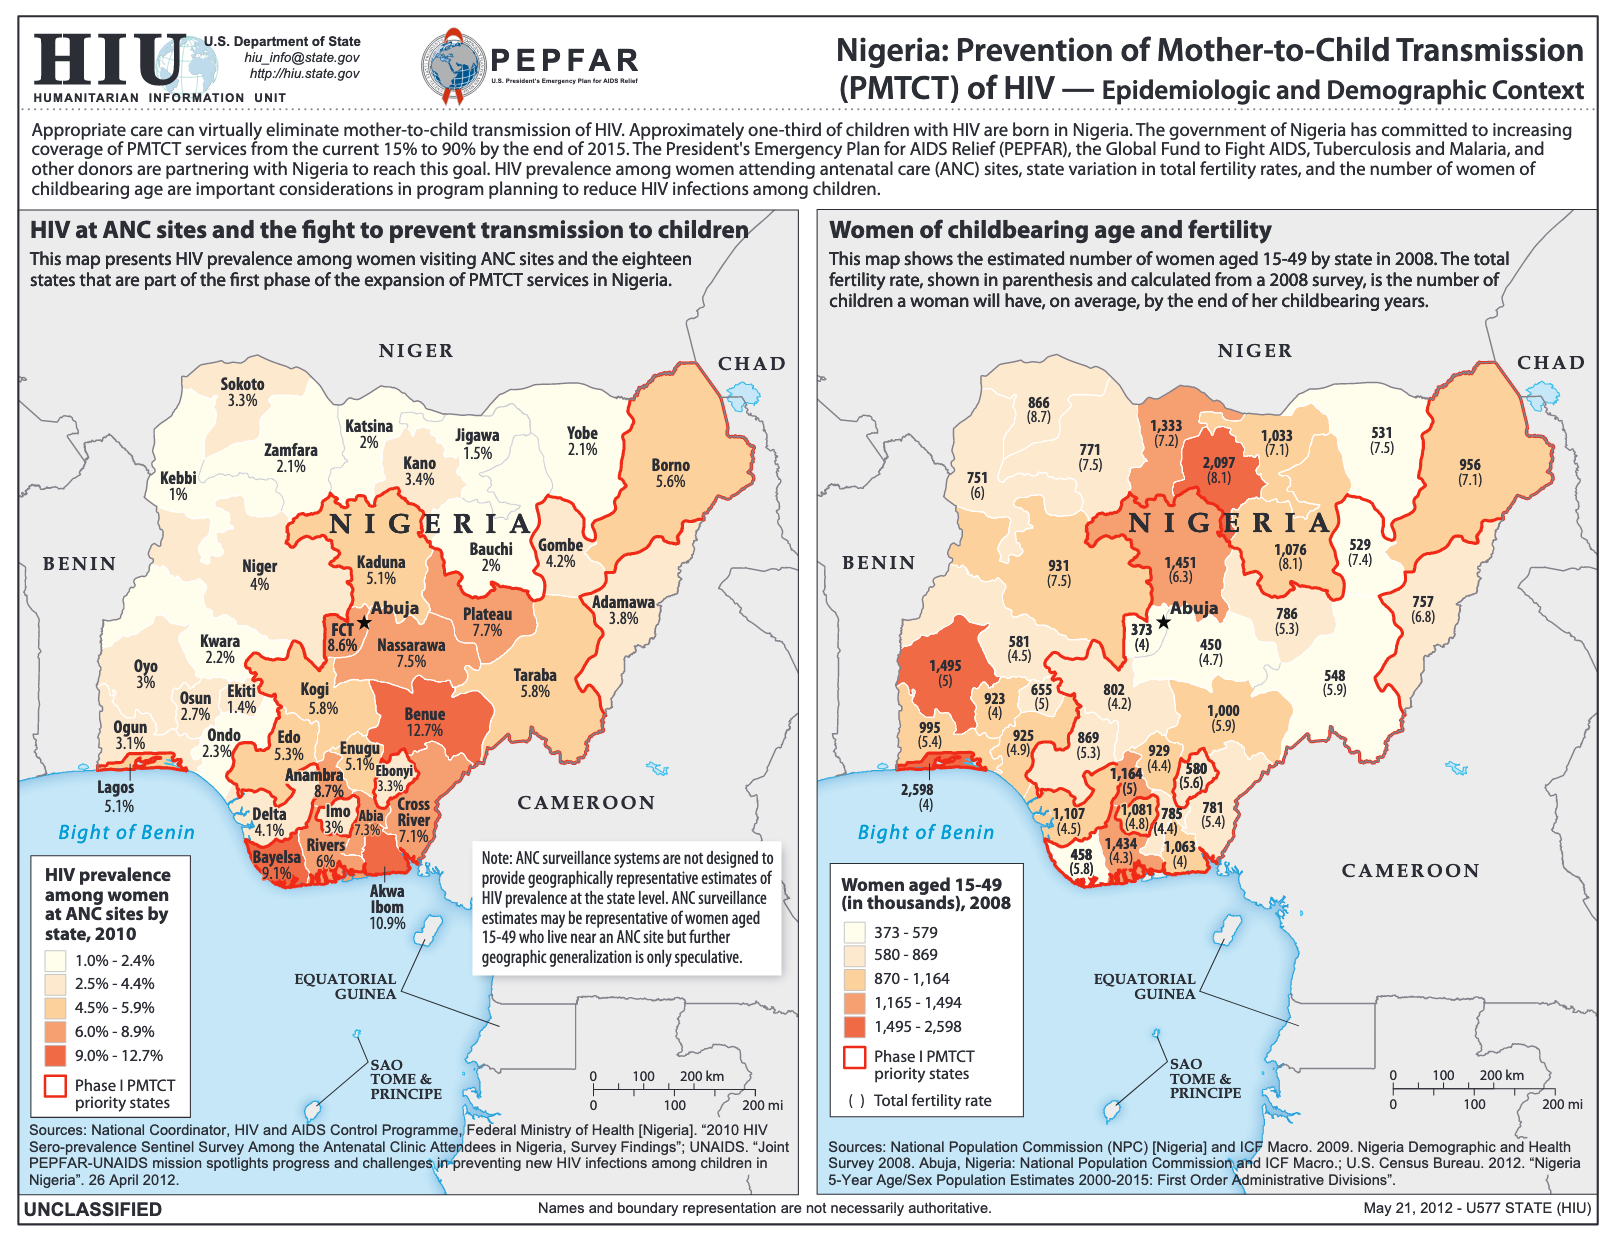 HIU
U.S. Department of State
hiu_info@state.gov
http://hiu.state.gov
HUMANITARIAN INFORMATION UNIT
PEPFAR
U.S. President's Emergency Plan for AIDS Relief
Nigeria: Prevention of Mother-to-Child Transmission
(PMTCT) of HIV — Epidemiologic and Demographic Context
Appropriate care can virtually eliminate mother-to-child transmission of HIV. Approximately one-third of children with HIV are born in Nigeria. The government of Nigeria has committed to increasing
coverage of PMTCT services from the current 15% to 90% by the end of 2015. The President's Emergency Plan for AIDS Relief (PEPFAR), the Global Fund to Fight AIDS, Tuberculosis and Malaria, and
other donors are partnering with Nigeria to reach this goal. HIV prevalence among women attending antenatal care (ANC) sites, state variation in total fertility rates, and the number of women of
childbearing age are important considerations in program planning to reduce HIV infections among children.
HIV at ANC sites and the fight to prevent transmission to children
This map presents HIV prevalence among women visiting ANC sites and the eighteen
states that are part of the first phase of the expansion of PMTCT services in Nigeria.
NIGER
CHAD
Sokoto
3.3%
Katsina
2%
Jigawa
1.5%
Yobe
2.1%
Zamfara
2.1%
Kano
3.4%
Borno
5.6%
Kebbi
1%
NIGERIA
BENIN
Niger
4%
Kaduna
5.1%
Bauchi
2%
Gombe
4.2%
Adamawa
3.8%
Abuja
FCT
8.6%
Plateau
7.7%
Kwara
2.2%
Nassarawa
7.5%
Oyo
3%
Taraba
5.8%
Osun
2.7%
Ekiti
1.4%
Kogi
5.8%
Benue
12.7%
Ogun
3.1%
Ondo
2.3%
Edo
5.3%
Enugu
5.1%
Anambra
8.7%
Ebonyi
3.3%
Lagos
5.1%
Delta
4.1%
Imo
3%
Abia
7.3%
Cross
River
7.1%
CAMEROON
Bight of Benin
Rivers
6%
Bayelsa
9.1%
Akwa
Ibom
10.9%
Note: ANC surveillance systems are not designed to
provide geographically representative estimates of
HIV prevalence at the state level. ANC surveillance
estimates may be representative of women aged
15-49 who live near an ANC site but further
geographic generalization is only speculative.
HIV prevalence
among women
at ANC sites by
state, 2010
1.0% - 2.4%
2.5% - 4.4%
4.5% - 5.9%
6.0% - 8.9%
9.0% - 12.7%
Phase I PMTCT
priority states
EQUATORIAL
GUINEA
SAO
TOME &
PRINCIPE
0 100 200 km
0 100 200 mi
Sources: National Coordinator, HIV and AIDS Control Programme, Federal Ministry of Health [Nigeria]. “2010 HIV
Sero-prevalence Sentinel Survey Among the Antenatal Clinic Attendees in Nigeria, Survey Findings”; UNAIDS. “Joint
PEPFAR-UNAIDS mission spotlights progress and challenges in preventing new HIV infections among children in
Nigeria”. 26 April 2012.
Women of childbearing age and fertility
This map shows the estimated number of women aged 15-49 by state in 2008. The total
fertility rate, shown in parenthesis and calculated from a 2008 survey, is the number of
children a woman will have, on average, by the end of her childbearing years.
NIGER
CHAD
866
(8.7)
1,333
(7.2)
1,033
(7.1)
531
(7.5)
771
(7.5)
2,097
(8.1)
956
(7.1)
751
(6)
NIGERIA
BENIN
931
(7.5)
1,451
(6.3)
1,076
(8.1)
529
(7.4)
757
(6.8)
Abuja
373
(4)
786
(5.3)
581
(4.5)
450
(4.7)
1,495
(5)
548
(5.9)
923
(4)
655
(5)
802
(4.2)
1,000
(5.9)
995
(5.4)
925
(4.9)
869
(5.3)
929
(4.4)
1,164
(5)
580
(5.6)
2,598
(4)
1,107
(4.5)
1,081
(4.8)
785
(4.4)
781
(5.4)
Bight of Benin
1,434
(4.3)
458
(5.8)
1,063
(4)
CAMEROON
Women aged 15-49
(in thousands), 2008
373 - 579
580 - 869
870 - 1,164
1,165 - 1,494
1,495 - 2,598
Phase I PMTCT
priority states
( ) Total fertility rate
EQUATORIAL
GUINEA
SAO
TOME &
PRINCIPE
0 100 200 km
0 100 200 mi
Sources: National Population Commission (NPC) [Nigeria] and ICF Macro. 2009. Nigeria Demographic and Health
Survey 2008. Abuja, Nigeria: National Population Commission and ICF Macro.; U.S. Census Bureau. 2012. “Nigeria
5-Year Age/Sex Population Estimates 2000-2015: First Order Administrative Divisions”.
UNCLASSIFIED
Names and boundary representation are not necessarily authoritative.
May 21, 2012 - U577 STATE (HIU)